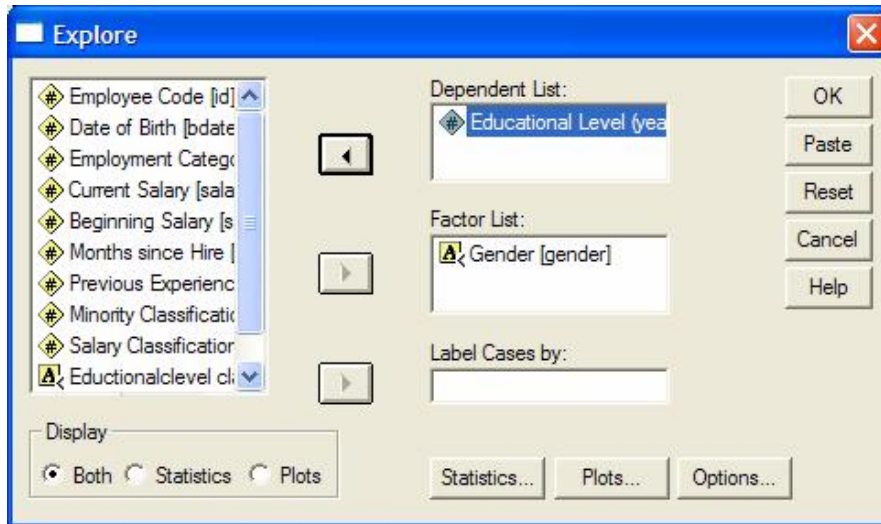 Explore
Employee Code [id]
Date of Birth [bdate
Employment Catego
Current Salary [sala
Beginning Salary [s
Months since Hire [
Previous Experienc
Minority Classificatio
Salary Classification
Eductionalclevel cla
Dependent List:
Educational Level (yea
Factor List:
Gender [gender]
Label Cases by:
OK
Paste
Reset
Cancel
Help
Display
Both Statistics Plots
Statistics... Plots... Options...